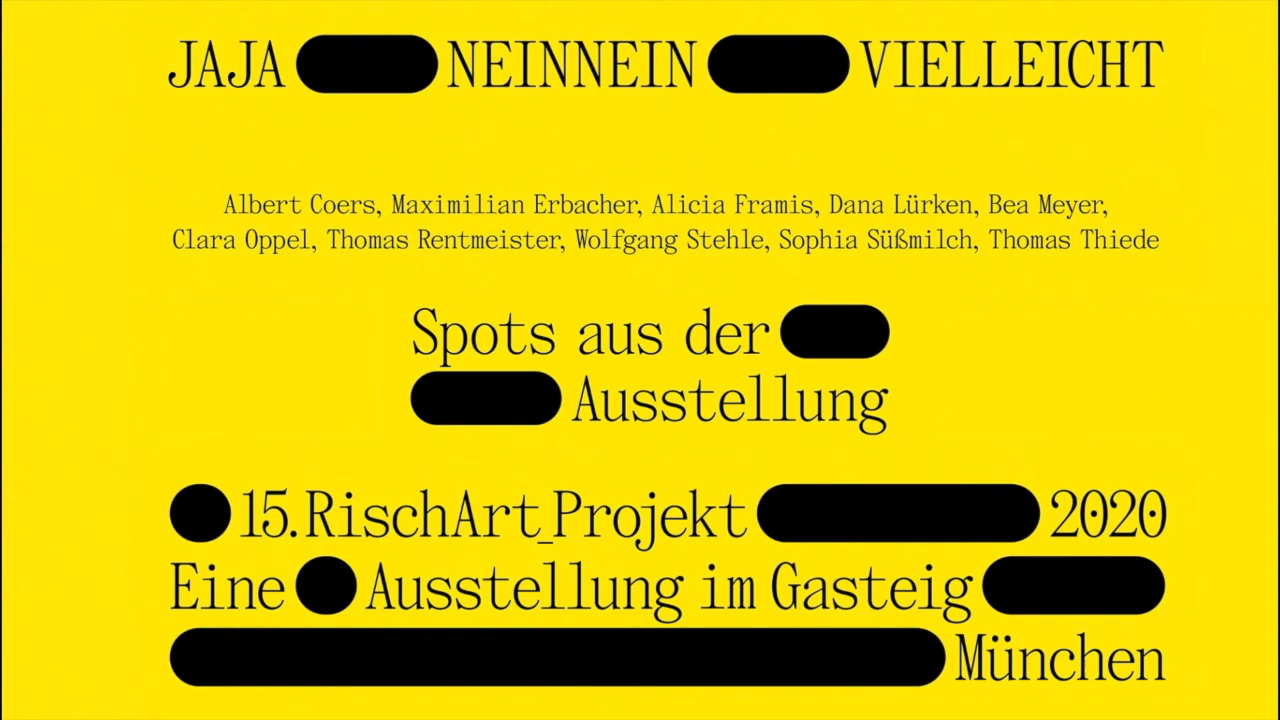 JAJA NEINNEIN VIELLEICHT
Albert Coers, Maximilian Erbacher, Alicia Framis, Dana Lürken, Bea Meyer,
Clara Oppel, Thomas Rentmeister, Wolfgang Stehle, Sophia Süßmilch, Thomas Thiede
Spots aus der
Ausstellung
15.RischArt_Projekt 2020
Eine Ausstellung im Gasteig
München